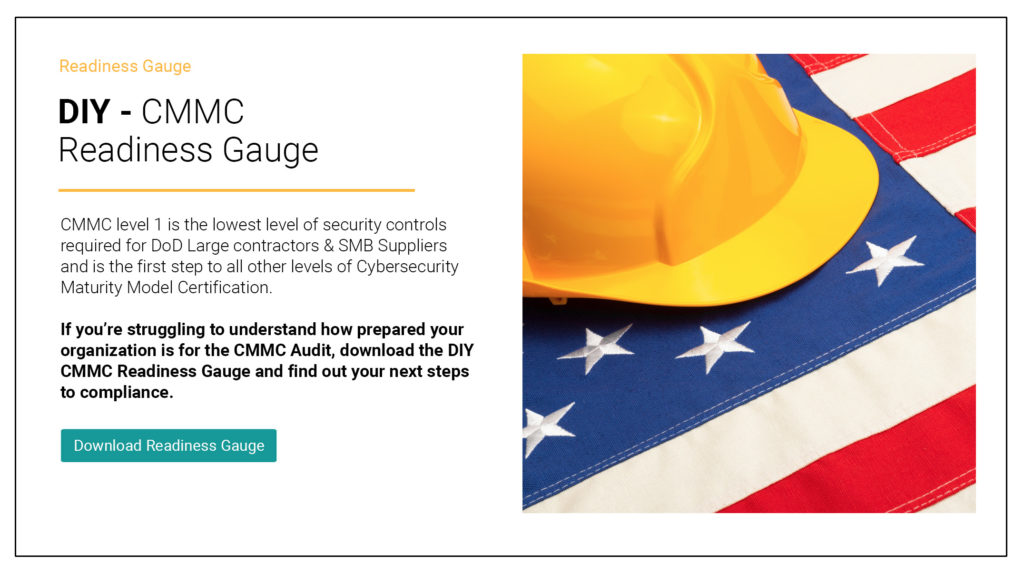 Readiness Gauge
DIY - CMMC
Readiness Gauge
CMMC level 1 is the lowest level of security controls
required for DoD Large contractors & SMB Suppliers
and is the first step to all other levels of Cybersecurity
Maturity Model Certification.
If you’re struggling to understand how prepared your
organization is for the CMMC Audit, download the DIY
CMMC Readiness Gauge and find out your next steps
to compliance.
Download Readiness Gauge